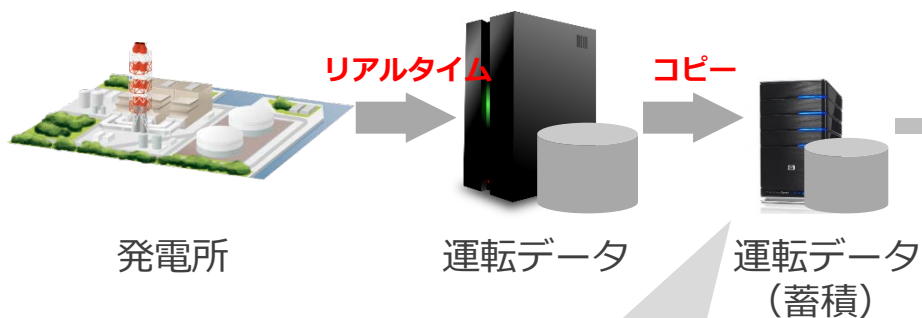 リアルタイム
コピー
発電所
運転データ
運転データ
（蓄積）